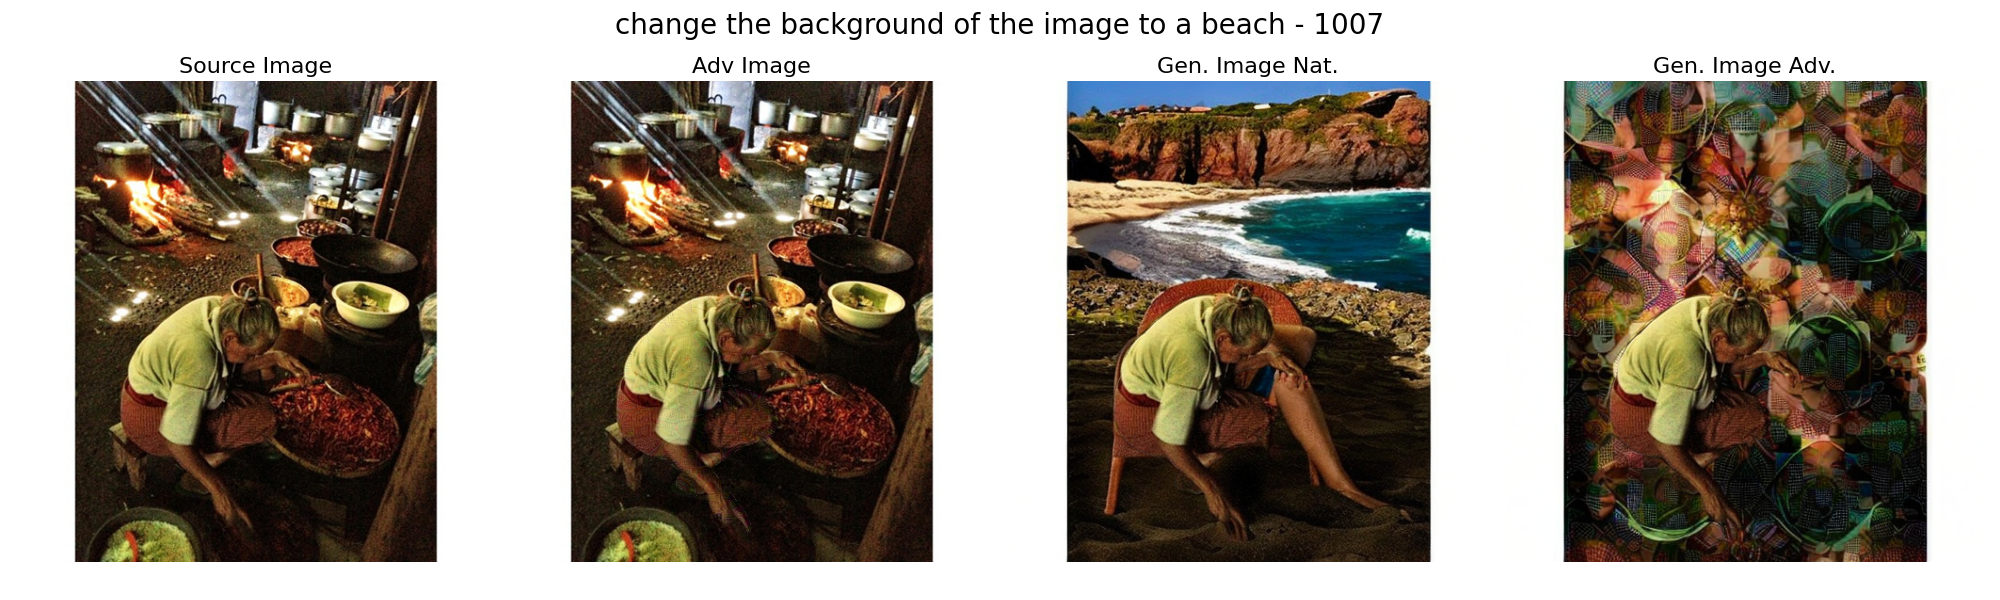 change the background of the image to a beach - 1007
Source Image
Adv Image
Gen. Image Nat.
Gen. Image Adv.